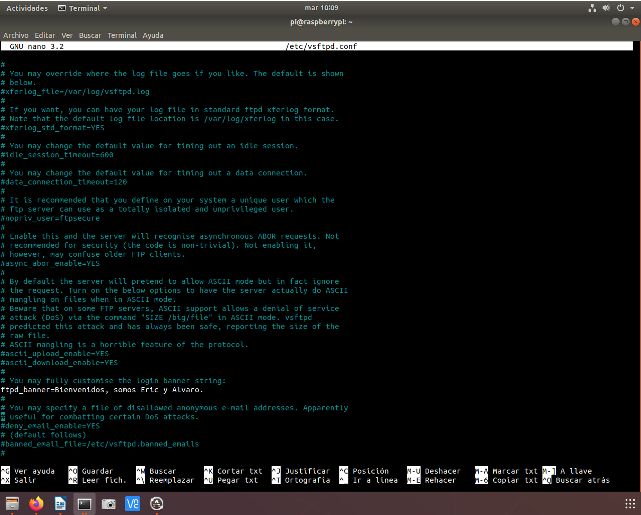 Actividades Terminal mar 10:09
pi@raspberrypi: ~
Archivo Editar Ver Buscar Terminal Ayuda
GNU nano 3.2 /etc/vsftpd.conf
#
# You may override where the log file goes if you like. The default is shown
# below.
#xferlog_file=/var/log/vsftpd.log
#
# If you want, you can have your log file in standard ftpd xferlog format.
# Note that the default log file location is /var/log/xferlog in this case.
#xferlog_std_format=YES
#
# You may change the default value for timing out an idle session.
#idle_session_timeout=600
#
# You may change the default value for timing out a data connection.
#data_connection_timeout=120
#
# It is recommended that you define on your system a unique user which the
# ftp server can use as a totally isolated and unprivileged user.
#nopriv_user=ftpsecure
#
# Enable this and the server will recognise asynchronous ABOR requests. Not
# recommended for security (the code is non-trivial). Not enabling it,
# however, may confuse older FTP clients.
#async_abor_enable=YES
#
# By default the server will pretend to allow ASCII mode but in fact ignore
# the request. Turn on the below options to have the server actually do ASCII
# mangling on files when in ASCII mode.
# Beware that on some FTP servers, ASCII support allows a denial of service
# attack (DoS) via the command "SIZE /big/file" in ASCII mode. vsftpd
# predicted this attack and has always been safe, reporting the size of the
# raw file.
# ASCII mangling is a horrible feature of the protocol.
#ascii_upload_enable=YES
#ascii_download_enable=YES
#
# You may fully customise the login banner string:
ftpd_banner=Bienvenidos, somos Eric y Alvaro.
#
# You may specify a file of disallowed anonymous e-mail addresses. Apparently
# useful for combatting certain DoS attacks.
#deny_email_enable=YES
# (default follows)
#banned_email_file=/etc/vsftpd.banned_emails
#
^G Ver ayuda ^O Guardar ^W Buscar ^K Cortar txt ^J Justificar ^C Posición M-U Deshacer M-A Marcar txt M-] A llave
^X Salir ^R Leer fich. ^\ Reemplazar ^U Pegar txt ^T Ortografía ^_ Ir a línea M-E Rehacer M-6 Copiar txt ^Q Buscar atrás